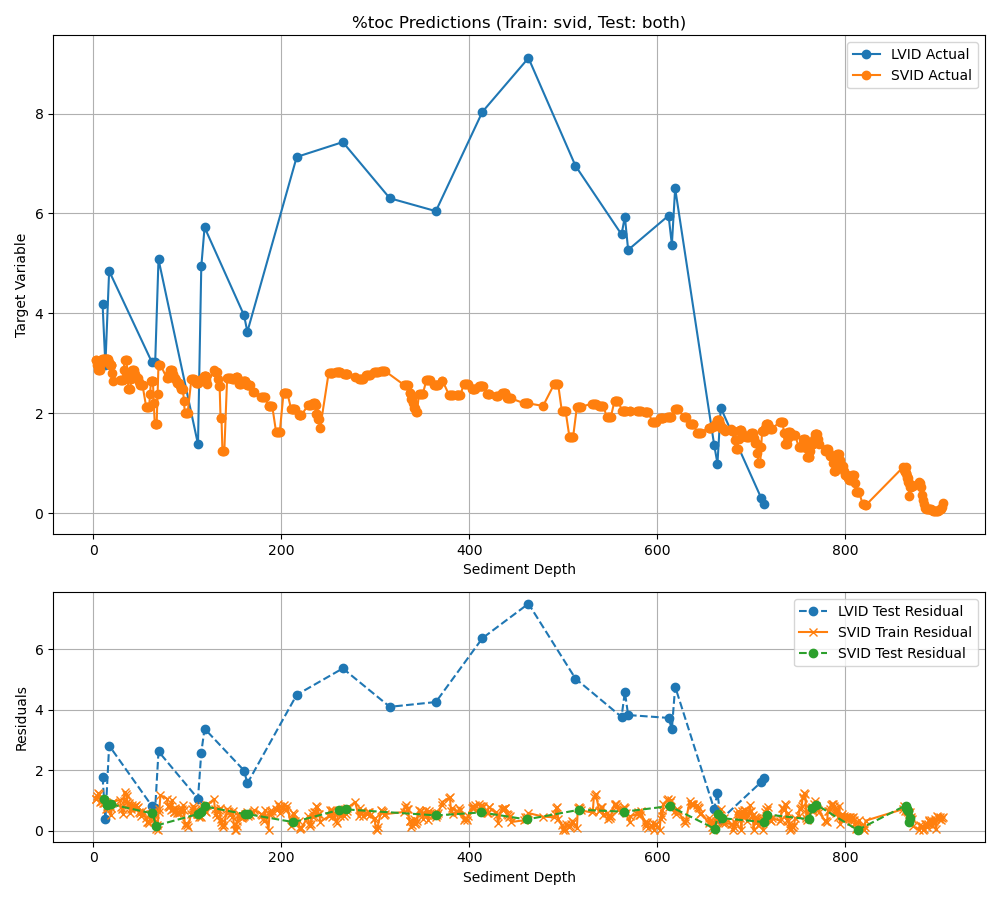 %toc Predictions (Train: svid, Test: both)
LVID Actual
SVID Actual
Target Variable
8
6
4
2
0
0 200 400 600 800
Sediment Depth
LVID Test Residual
SVID Train Residual
SVID Test Residual
Residuals
6
4
2
0
0 200 400 600 800
Sediment Depth